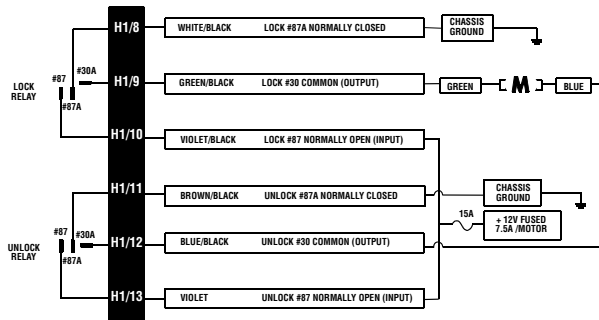 H1/8 WHITE/BLACK LOCK #87A NORMALLY CLOSED CHASSIS GROUND
#87 #30A
LOCK RELAY
#87A
H1/9 GREEN/BLACK LOCK #30 COMMON (OUTPUT) GREEN M BLUE
H1/10 VIOLET/BLACK LOCK #87 NORMALLY OPEN (INPUT)
H1/11 BROWN/BLACK UNLOCK #87A NORMALLY CLOSED CHASSIS GROUND
15A + 12V FUSED 7.5A /MOTOR
#87 #30A
UNLOCK RELAY
#87A
H1/12 BLUE/BLACK UNLOCK #30 COMMON (OUTPUT)
H1/13 VIOLET UNLOCK #87 NORMALLY OPEN (INPUT)